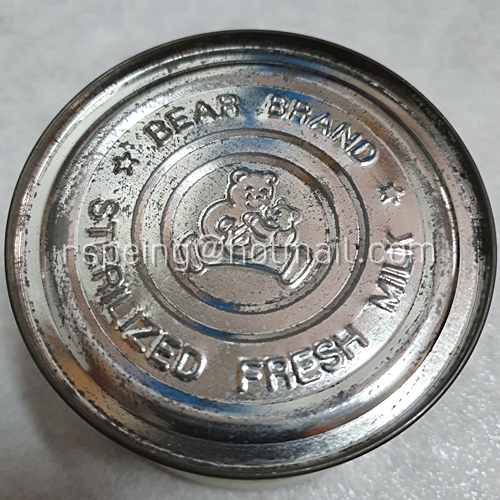 ★ BEAR BRAND ★
STERILIZED FRESH MILK
rspeing@hotmail.com